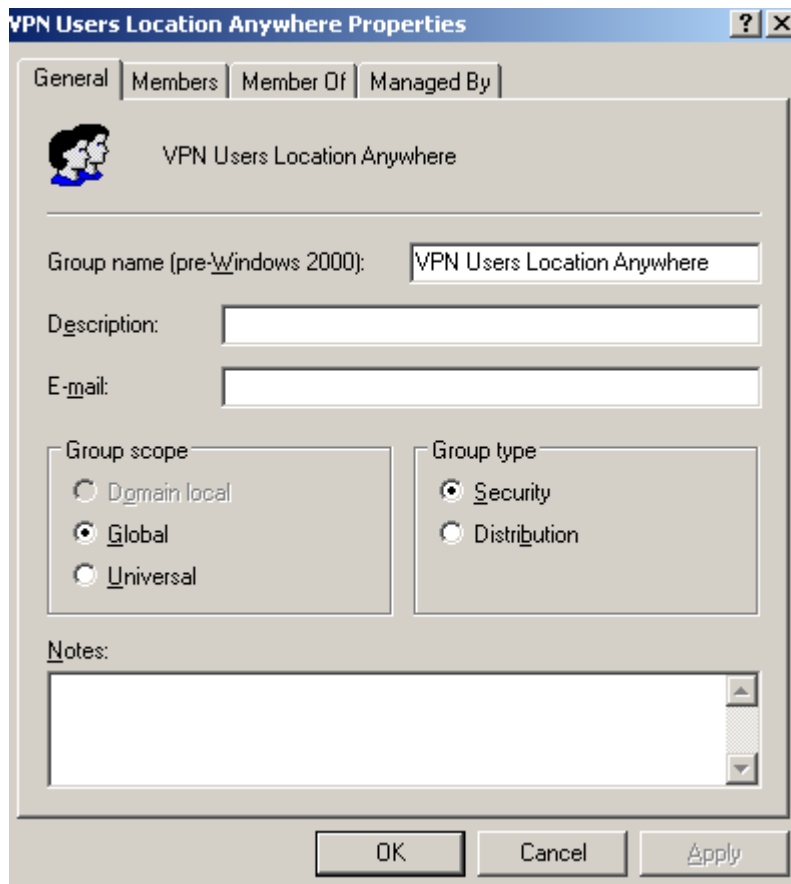 VPN Users Location Anywhere Properties
General Members Member Of Managed By
VPN Users Location Anywhere
Group name (pre-Windows 2000): VPN Users Location Anywhere
Description:
E-mail:
Group scope Group type
Domain local Security
Global Distribution
Universal
Notes:
OK Cancel Apply